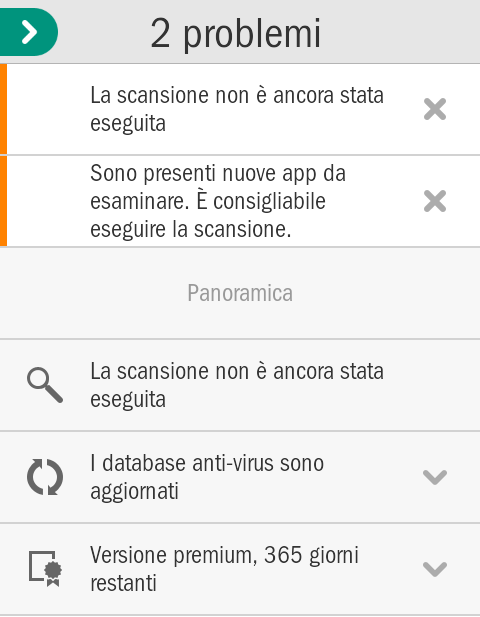 2 problemi
La scansione non è ancora stata
eseguita
Sono presenti nuove app da
esaminare. È consigliabile
eseguire la scansione.
Panoramica
La scansione non è ancora stata
eseguita
I database anti-virus sono
aggiornati
Versione premium, 365 giorni
restanti